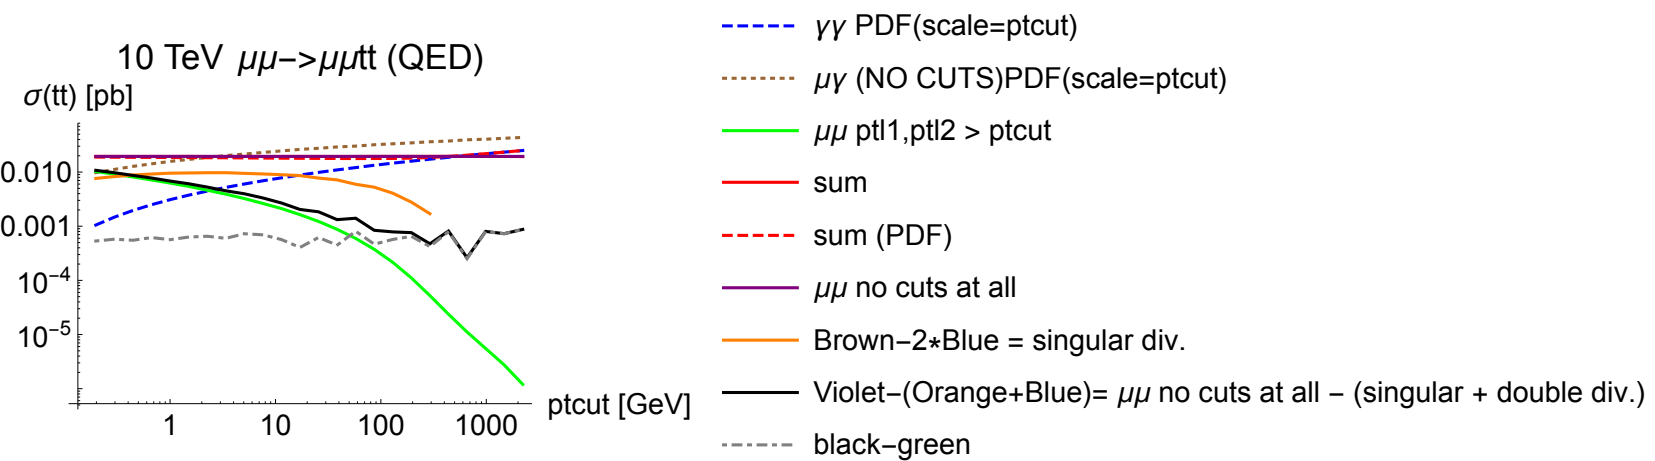 10 TeV μμ−>μμtt (QED)
σ(tt) [pb]
0.010
0.001
10−4
10−5
1
10
100
1000
ptcut [GeV]
γγ PDF(scale=ptcut)
μγ (NO CUTS)PDF(scale=ptcut)
μμ ptl1,ptl2 > ptcut
sum
sum (PDF)
μμ no cuts at all
Brown−2*Blue = singular div.
Violet−(Orange+Blue)= μμ no cuts at all − (singular + double div.)
black−green